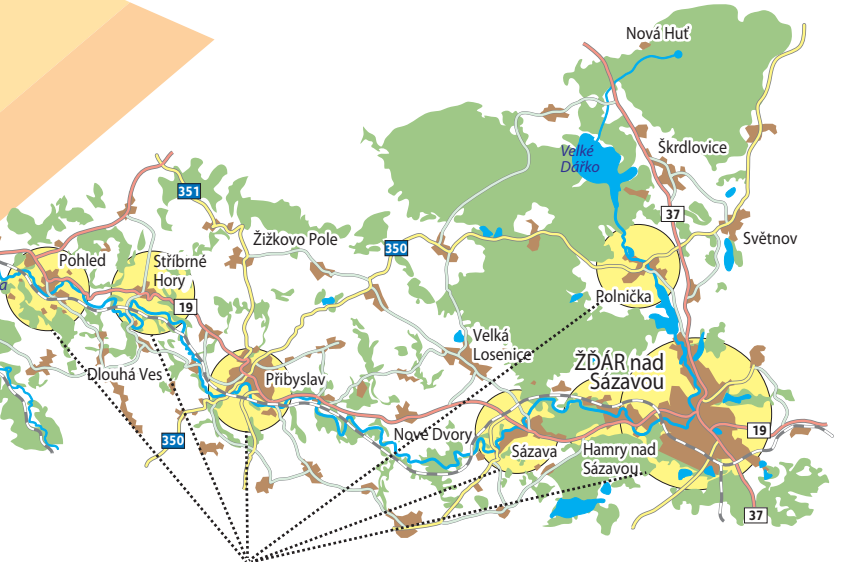 Nová Huť
Velké
Dářko
Škrdlovice
351
37
Světnov
Žižkovo Pole
350
Pohled
Stříbrné
Hory
a
19
Polnička
Velká
Losenice
ŽĎÁR nad
Sázavou
Dlouhá Ves
Přibyslav
350
Nové Dvory
Sázava
Hamry nad
Sázavou
19
37